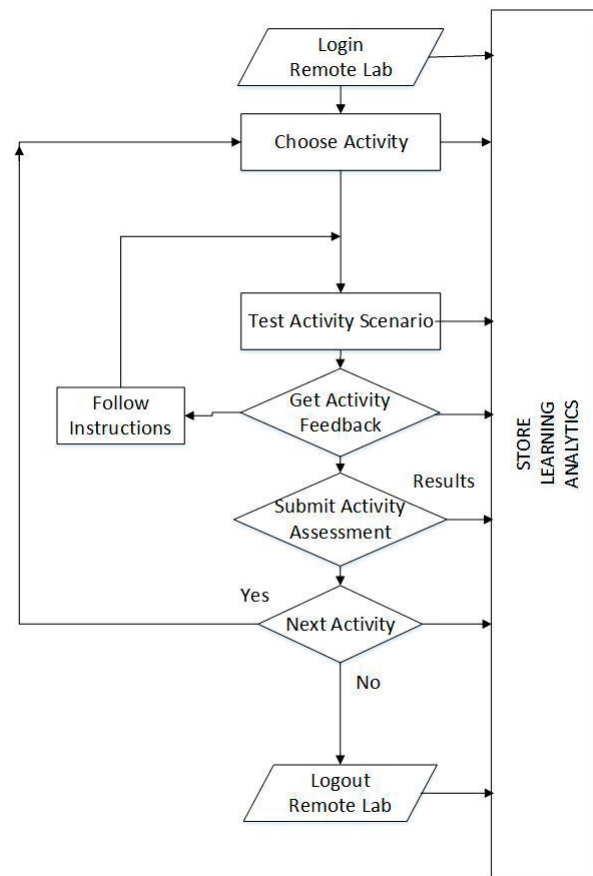 Login
Remote Lab
Choose Activity
Test Activity Scenario
Get Activity
Feedback
Follow
Instructions
Results
Submit Activity
Assessment
Yes
Next Activity
No
Logout
Remote Lab
STORE
LEARNING
ANALYTICS